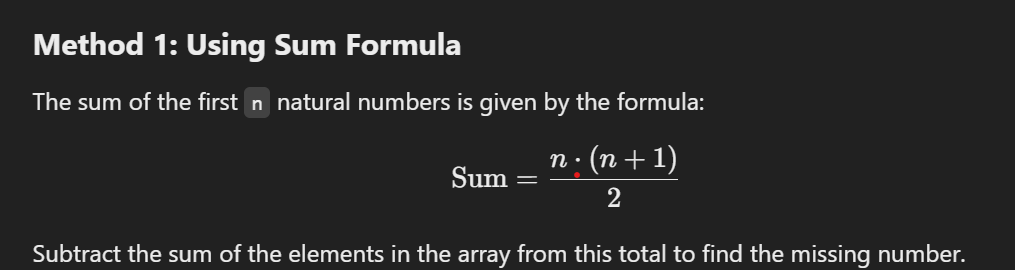 Method 1: Using Sum Formula
The sum of the first n natural numbers is given by the formula:
Sum = n · (n + 1) / 2
Subtract the sum of the elements in the array from this total to find the missing number.